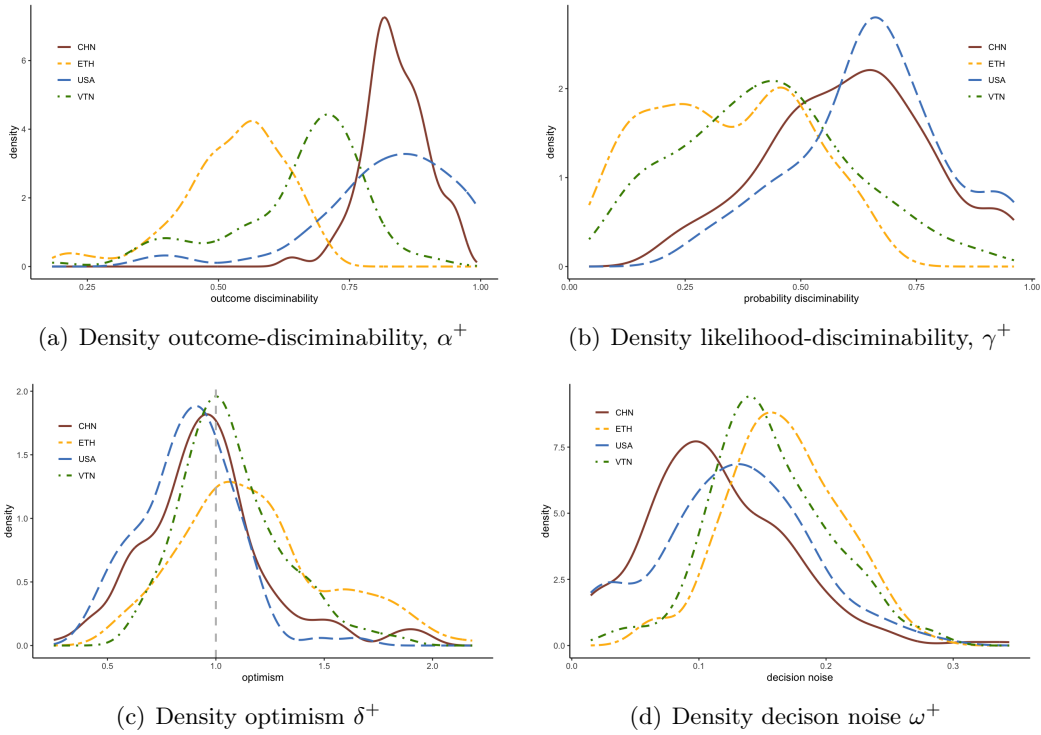 density
6
4
2
0
CHN
ETH
USA
VTN
0.25
0.50
0.75
1.00
outcome disciminability
(a) Density outcome-disciminability, α⁺
density
2
1
0
CHN
ETH
USA
VTN
0.00
0.25
0.50
0.75
1.00
probability disciminability
(b) Density likelihood-disciminability, γ⁺
density
2.0
1.5
1.0
0.5
0.0
CHN
ETH
USA
VTN
0.5
1.0
1.5
2.0
optimism
(c) Density optimism δ⁺
density
7.5
5.0
2.5
0.0
CHN
ETH
USA
VTN
0.0
0.1
0.2
0.3
decision noise
(d) Density decison noise ω⁺